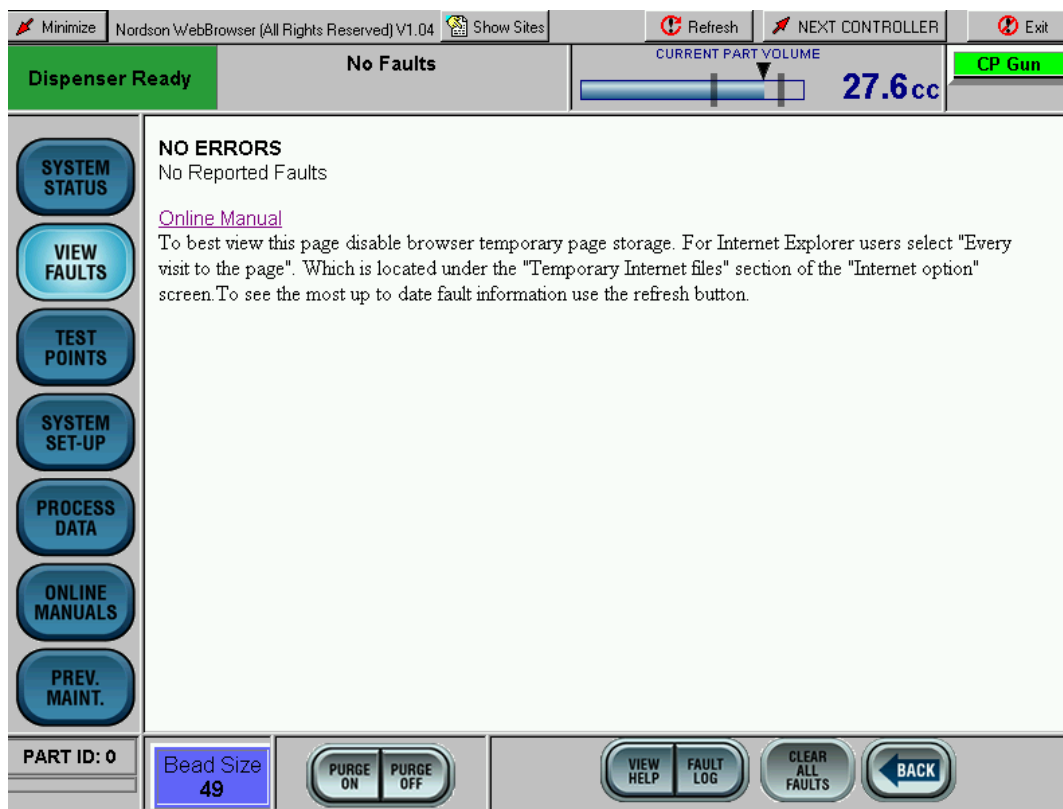 Minimize
Nordson WebBrowser (All Rights Reserved) V1.04
Show Sites
Refresh
NEXT CONTROLLER
Exit
Dispenser Ready
No Faults
CURRENT PART VOLUME
27.6 cc
CP Gun
SYSTEM
STATUS
VIEW
FAULTS
TEST
POINTS
SYSTEM
SET-UP
PROCESS
DATA
ONLINE
MANUALS
PREV.
MAINT.
NO ERRORS
No Reported Faults
Online Manual
To best view this page disable browser temporary page storage. For Internet Explorer users select "Every
visit to the page". Which is located under the "Temporary Internet files" section of the "Internet option"
screen.To see the most up to date fault information use the refresh button.
PART ID: 0
Bead Size
49
PURGE
ON
PURGE
OFF
VIEW
HELP
FAULT
LOG
CLEAR
ALL
FAULTS
BACK